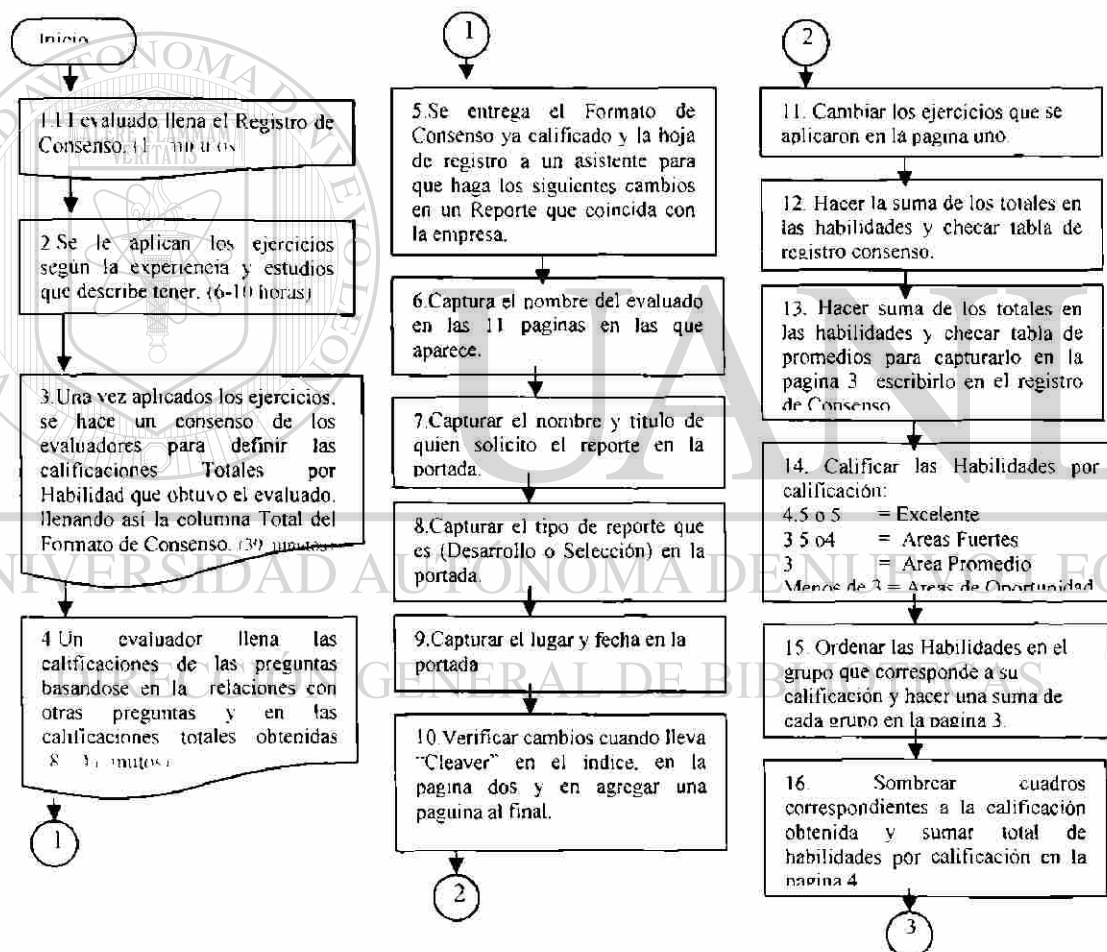 Inicio
1. El evaluado llena el Registro de
Consenso.
2 Se le aplican los ejercicios
segun la experiencia y estudios
que describe tener. (6-10 horas)
3.Una vez aplicados los ejercicios,
se hace un consenso de los
evaluadores para definir las
calificaciones Totales por
Habilidad que obtuvo el evaluado,
llenando así la columna Total del
Formato de Consenso.
4 Un evaluador llena las
calificaciones de las preguntas
basandose en la relaciones con
otras preguntas y en las
calificaciones totales obtenidas
1
1
5.Se entrega el Formato de
Consenso ya calificado y la hoja
de registro a un asistente para
que haga los siguientes cambios
en un Reporte que coincida con
la empresa.
6.Captura el nombre del evaluado
en las 11 paginas en las que
aparece.
7.Capturar el nombre y titulo de
quien solicito el reporte en la
portada.
8.Capturar el tipo de reporte que
es (Desarrollo o Selección) en la
portada.
9.Capturar el lugar y fecha en la
portada
10.Verificar cambios cuando lleva
"Cleaver" en el indice, en la
pagina dos y en agregar una
paguina al final.
2
2
11. Cambiar los ejercicios que se
aplicaron en la pagina uno.
12. Hacer la suma de los totales en
las habilidades y checar tabla de
registro consenso.
13. Hacer suma de los totales en
las habilidades y checar tabla de
promedios para capturarlo en la
pagina 3 escribirlo en el registro
de Consenso
14. Calificar las Habilidades por
calificación:
4.5 o 5 = Excelente
3 5 o4 = Areas Fuertes
3 = Area Promedio
Menos de 3 = Areas de Oportunidad
15. Ordenar las Habilidades en el
grupo que corresponde a su
calificación y hacer una suma de
cada grupo en la pagina 3.
16. Sombrear cuadros
correspondientes a la calificación
obtenida y sumar total de
habilidades por calificación en la
pagina 4
3
UANL
UNIVERSIDAD AUTÓNOMA DE NUEVO LEÓ
DIRECCIÓN GENERAL DE BIBLIOTECAS
ALERE FLAMMAM
VERITATIS